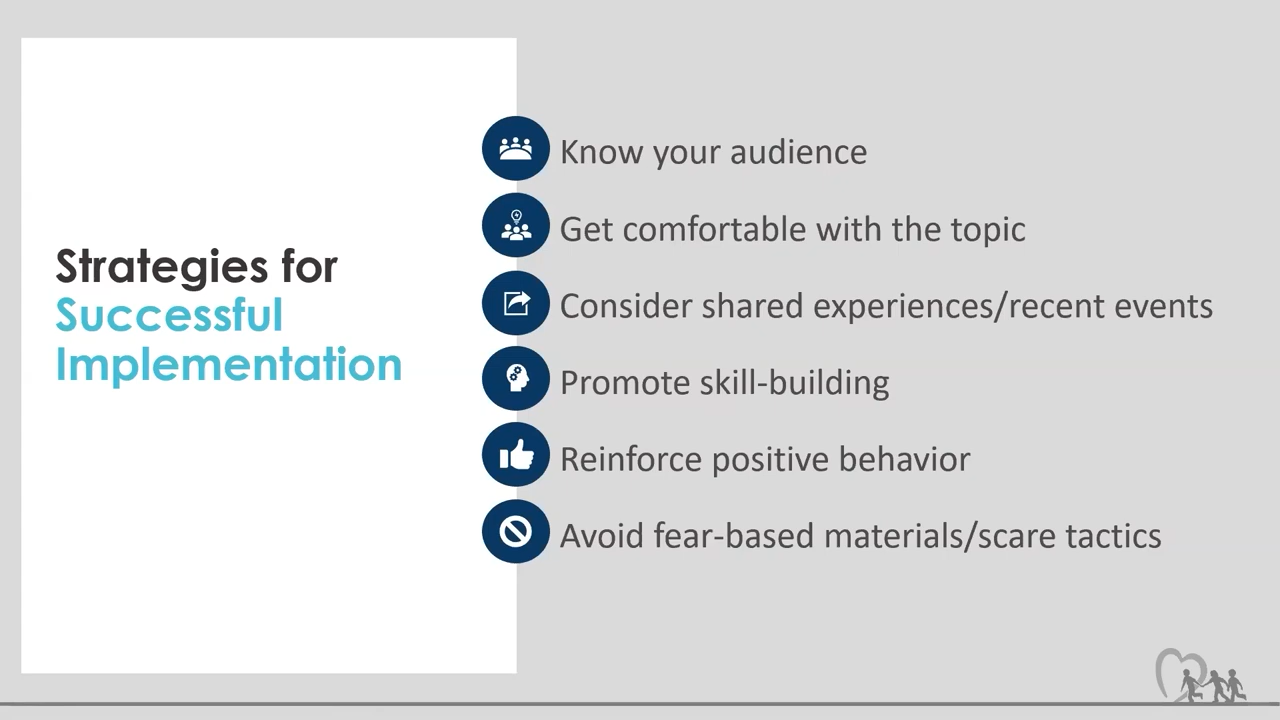 Strategies for
Successful
Implementation
Know your audience
Get comfortable with the topic
Consider shared experiences/recent events
Promote skill-building
Reinforce positive behavior
Avoid fear-based materials/scare tactics